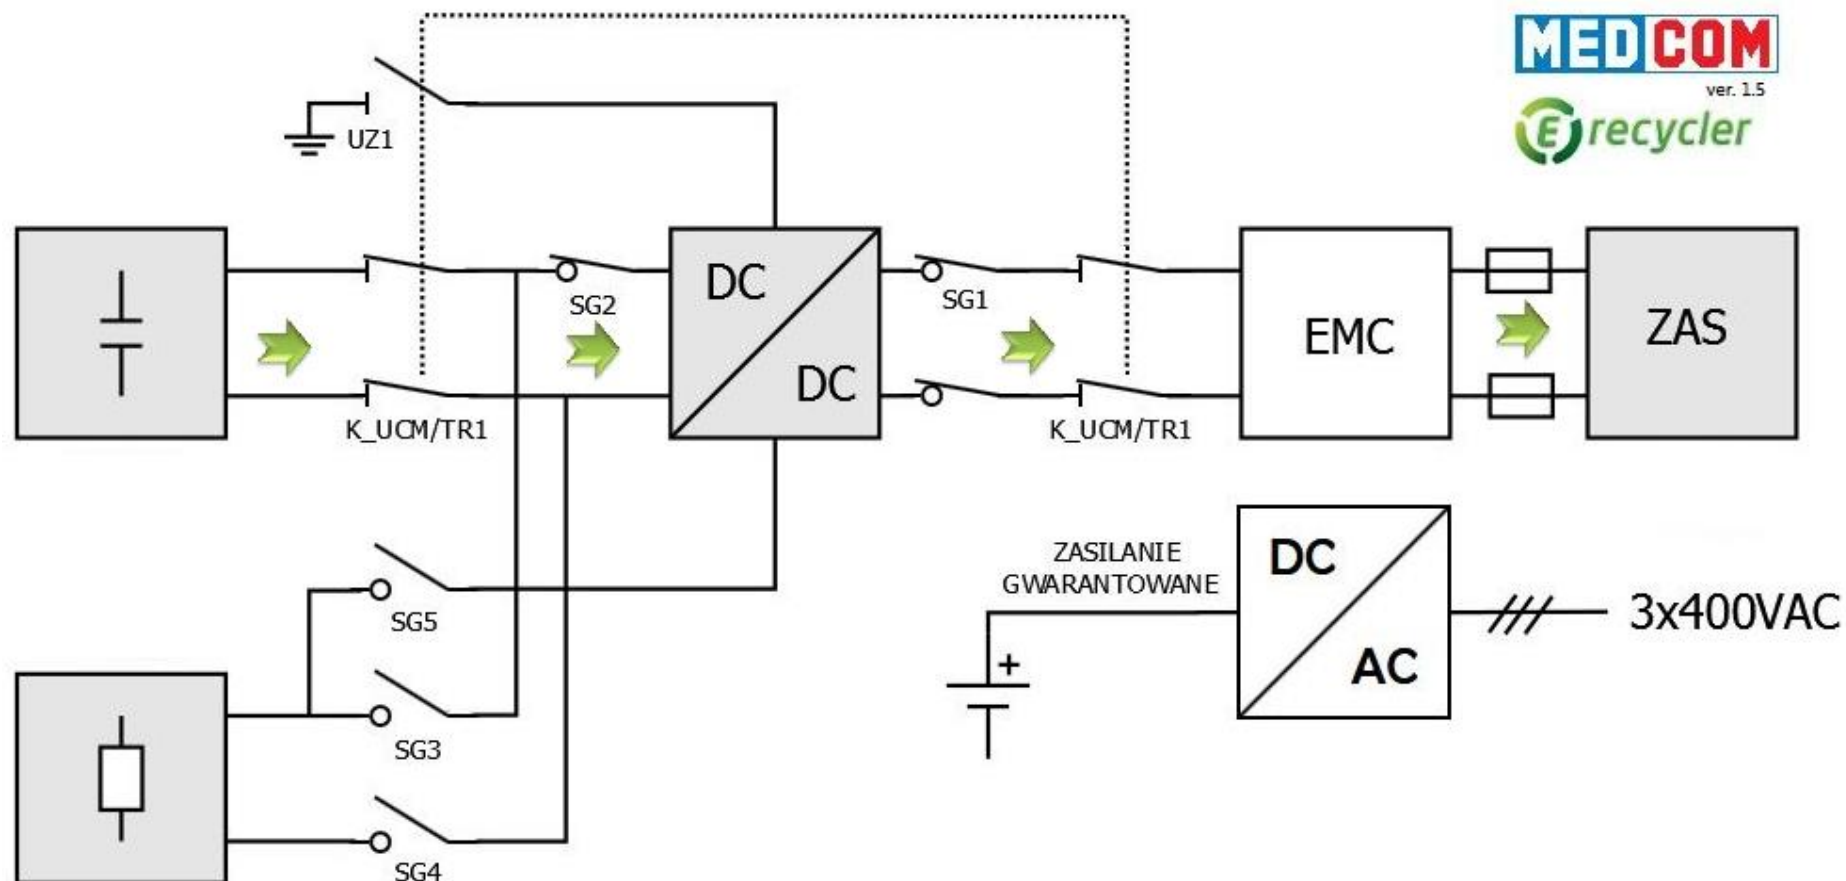 MEDCOM
ver. 1.5
E recycler
UZ1
SG2
DC
DC
SG1
EMC
ZAS
K_UCM/TR1
K_UCM/TR1
ZASILANIE
GWARANTOWANE
DC
AC
3x400VAC
+
SG5
SG3
SG4